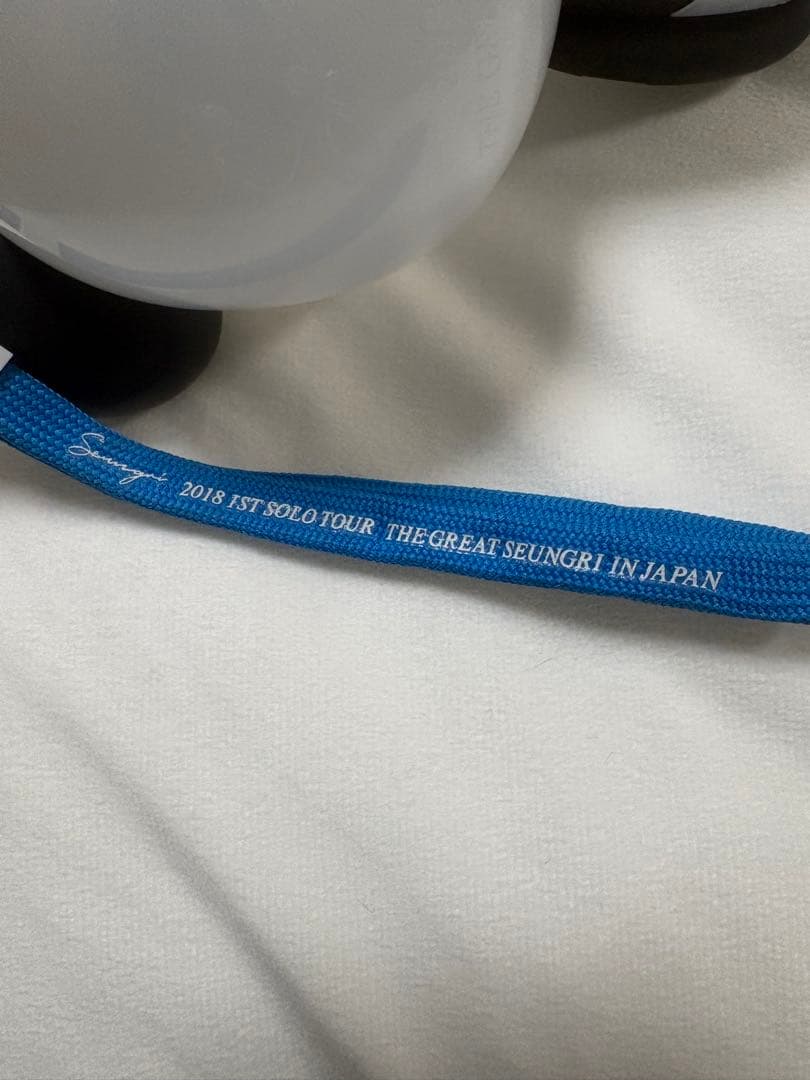 Seungri 2018 1ST SOLO TOUR THE GREAT SEUNGRI IN JAPAN